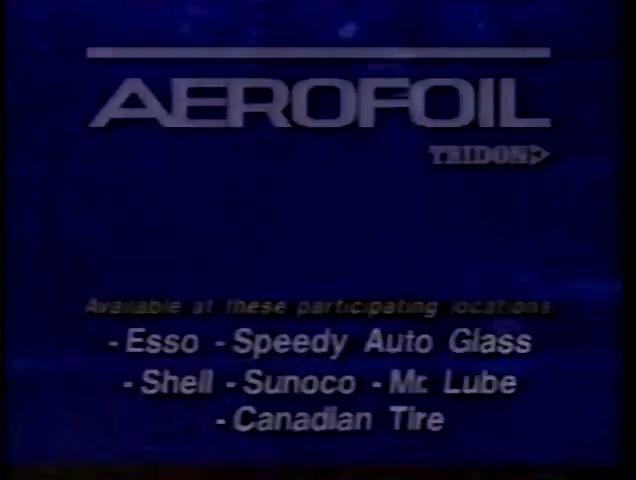 AEROFOIL
TRIDON
Available at these participating locations.
- Esso - Speedy Auto Glass
- Shell - Sunoco - Mr. Lube
- Canadian Tire